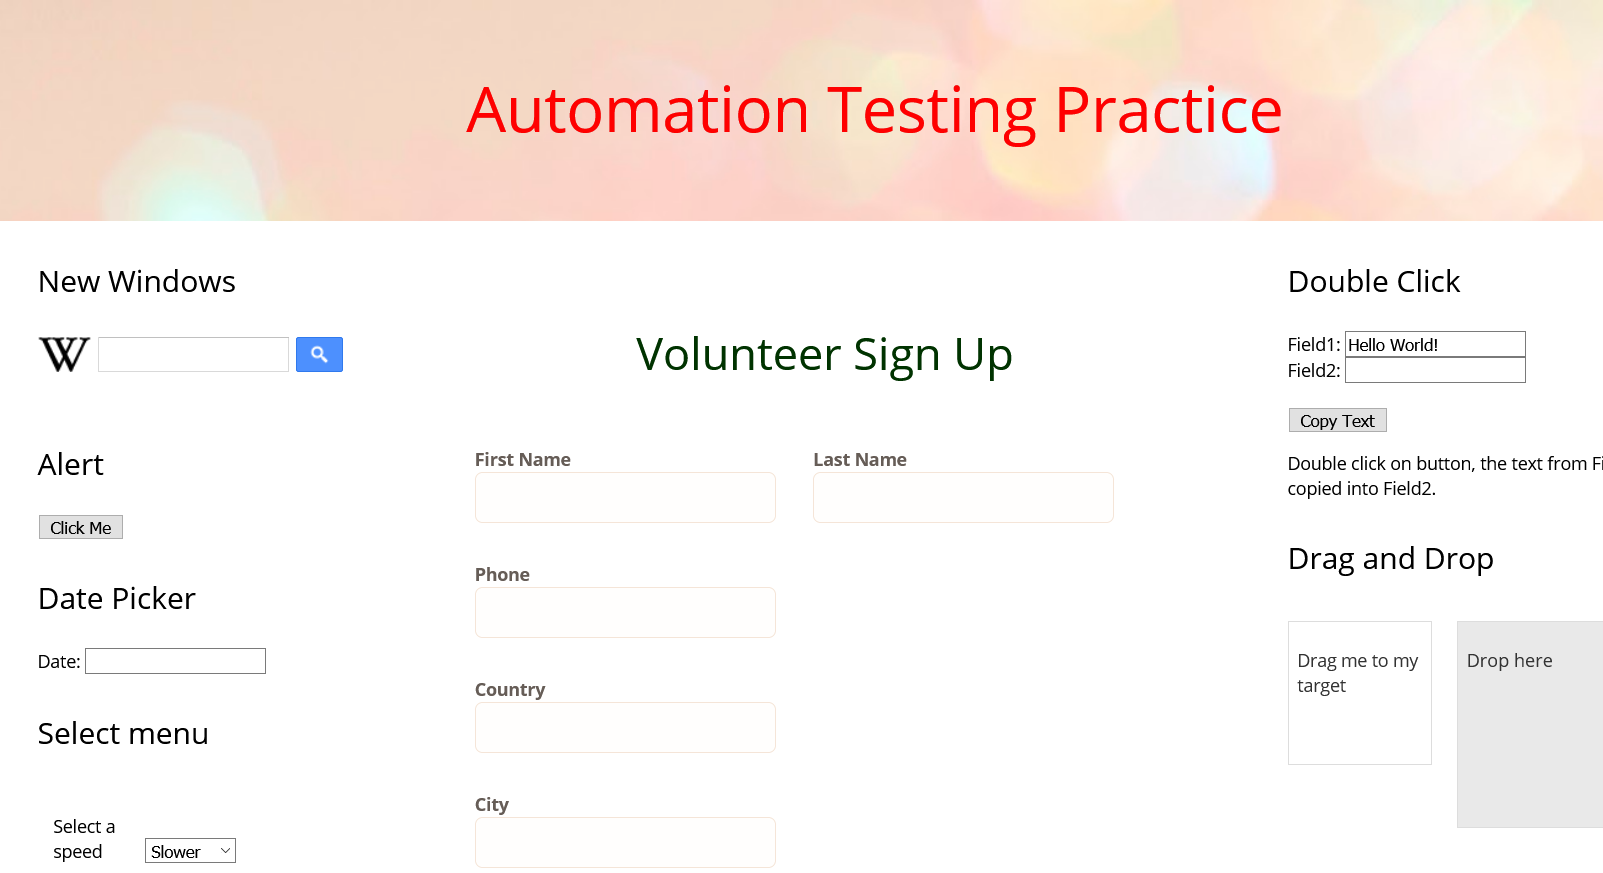 Automation Testing Practice
New Windows
W
Alert
Click Me
Date Picker
Date:
Select menu
Select a
speed
Slower
Volunteer Sign Up
First Name
Last Name
Phone
Country
City
Double Click
Field1: Hello World!
Field2:
Copy Text
Double click on button, the text from
copied into Field2.
Drag and Drop
Drag me to my
target
Drop here